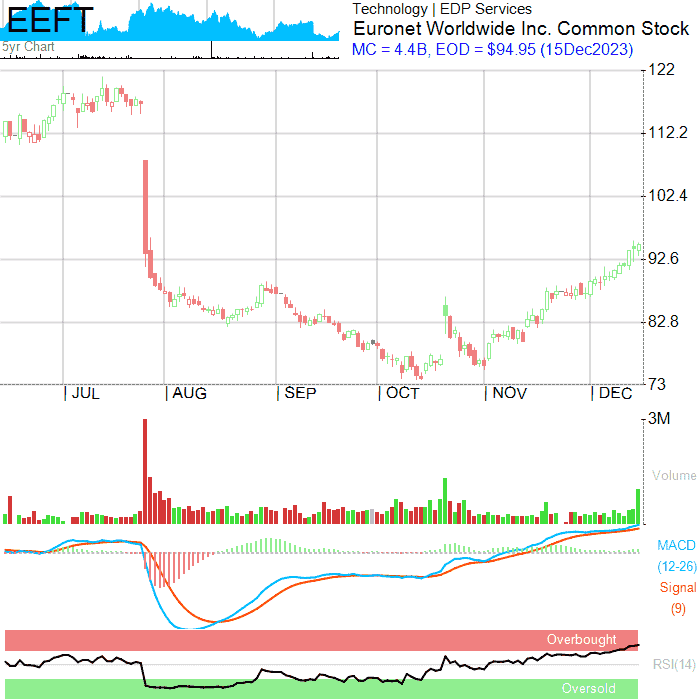 EEFT
5yr Chart
Technology | EDP Services
Euronet Worldwide Inc. Common Stock
MC = 4.4B, EOD = $94.95 (15Dec2023)
122
112.2
102.4
92.6
82.8
73
JUL AUG SEP OCT NOV DEC
3M
Volume
MACD
(12-26)
Signal
(9)
Overbought
RSI(14)
Oversold